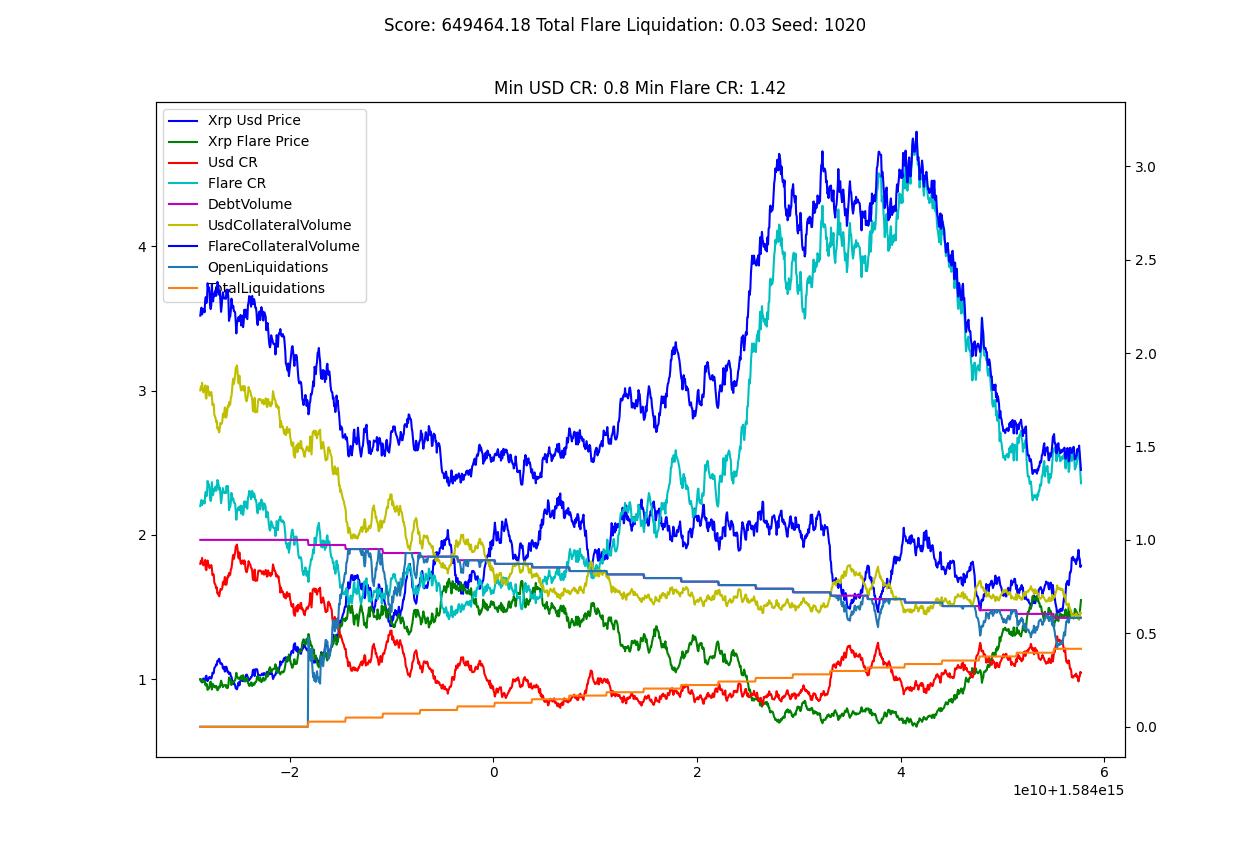 Score: 649464.18 Total Flare Liquidation: 0.03 Seed: 1020
Min USD CR: 0.8 Min Flare CR: 1.42
Xrp Usd Price
Xrp Flare Price
Usd CR
Flare CR
DebtVolume
UsdCollateralVolume
FlareCollateralVolume
OpenLiquidations
TotalLiquidations
4
3
2
1
3.0
2.5
2.0
1.5
1.0
0.5
0.0
−2
0
2
4
6
1e10+1.584e15